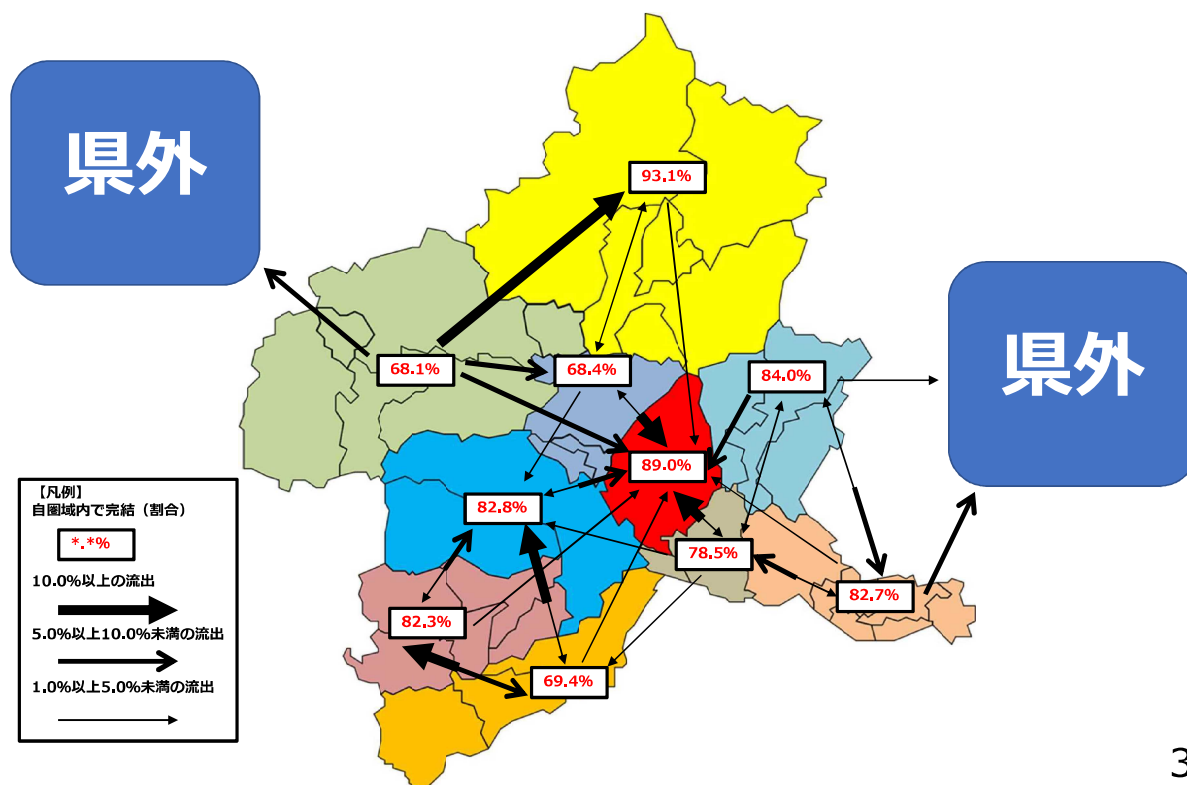 県外
93.1%
県外
68.1%
68.4%
84.0%
89.0%
82.8%
78.5%
82.7%
82.3%
69.4%
【凡例】
自圏域内で完結（割合）
*.*%
10.0%以上の流出
5.0%以上10.0%未満の流出
1.0%以上5.0%未満の流出
3